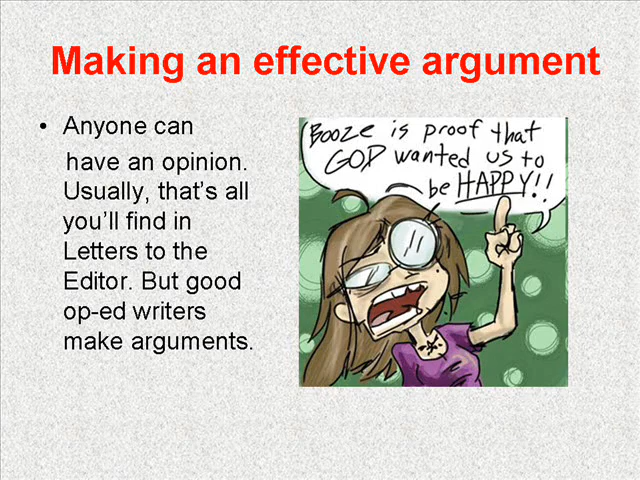 Making an effective argument
• Anyone can
have an opinion.
Usually, that's all
you'll find in
Letters to the
Editor. But good
op-ed writers
make arguments.
Booze is proof that
GOD wanted us to
be HAPPY!!